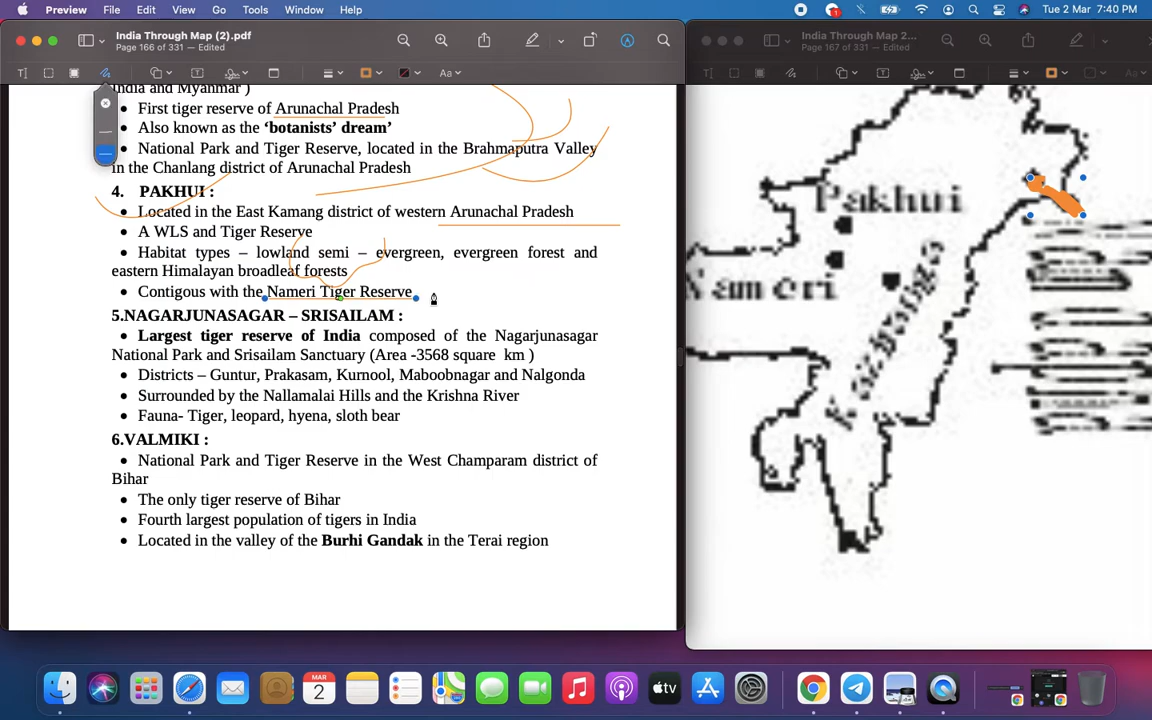 Preview File Edit View Go Tools Window Help
1
Tue 2 Mar 7:40 PM
India Through Map (2).pdf
Page 166 of 331 — Edited
India Through Map 2...
Page 167 of 331 — Edited
T
T
Aa
India and Myanmar )
• First tiger reserve of Arunachal Pradesh
• Also known as the ‘botanists’ dream’
• National Park and Tiger Reserve, located in the Brahmaputra Valley
in the Chanlang district of Arunachal Pradesh
4. PAKHUI :
• Located in the East Kamang district of western Arunachal Pradesh
• A WLS and Tiger Reserve
• Habitat types – lowland semi – evergreen, evergreen forest and
eastern Himalayan broadleaf forests
• Contigous with the Nameri Tiger Reserve
5.NAGARJUNASAGAR – SRISAILAM :
• Largest tiger reserve of India composed of the Nagarjunasagar
National Park and Srisailam Sanctuary (Area -3568 square km )
• Districts – Guntur, Prakasam, Kurnool, Maboobnagar and Nalgonda
• Surrounded by the Nallamalai Hills and the Krishna River
• Fauna- Tiger, leopard, hyena, sloth bear
6.VALMIKI :
• National Park and Tiger Reserve in the West Champaram district of
Bihar
• The only tiger reserve of Bihar
• Fourth largest population of tigers in India
• Located in the valley of the Burhi Gandak in the Terai region
Pakhui
Nameri
MAR
2
tv